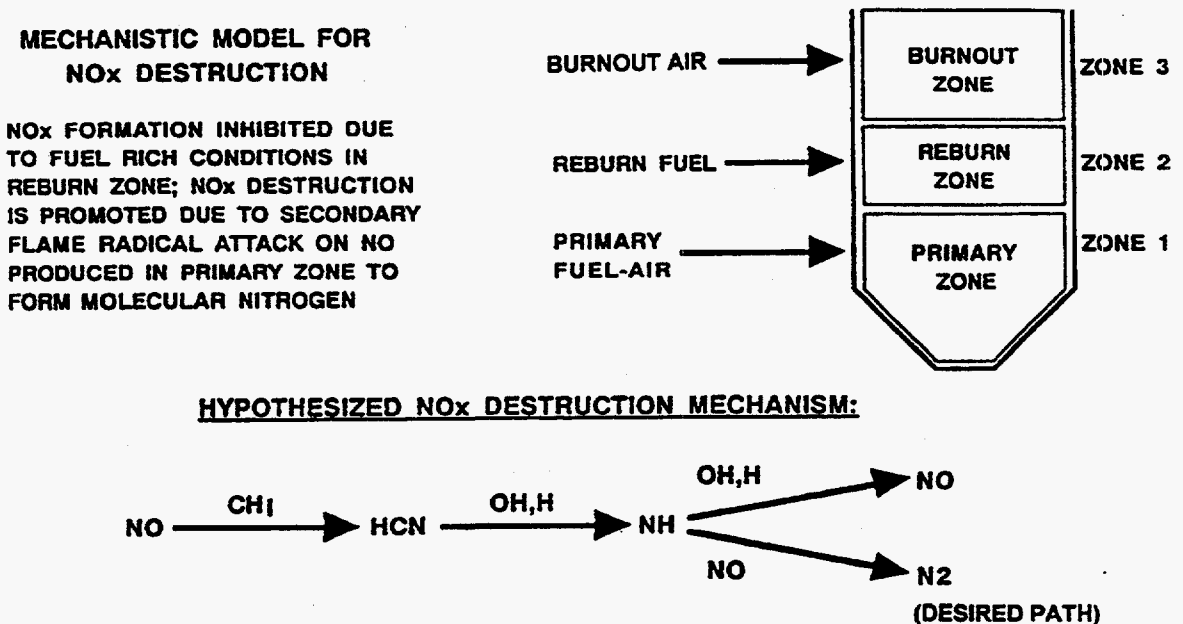 MECHANISTIC MODEL FOR
NOx DESTRUCTION
NOx FORMATION INHIBITED DUE
TO FUEL RICH CONDITIONS IN
REBURN ZONE; NOx DESTRUCTION
IS PROMOTED DUE TO SECONDARY
FLAME RADICAL ATTACK ON NO
PRODUCED IN PRIMARY ZONE TO
FORM MOLECULAR NITROGEN
BURNOUT AIR
BURNOUT
ZONE
ZONE 3
REBURN FUEL
REBURN
ZONE
ZONE 2
PRIMARY
FUEL-AIR
PRIMARY
ZONE
ZONE 1
HYPOTHESIZED NOx DESTRUCTION MECHANISM:
NO
CHi
HCN
OH,H
NH
OH,H
NO
NO
N2
(DESIRED PATH)